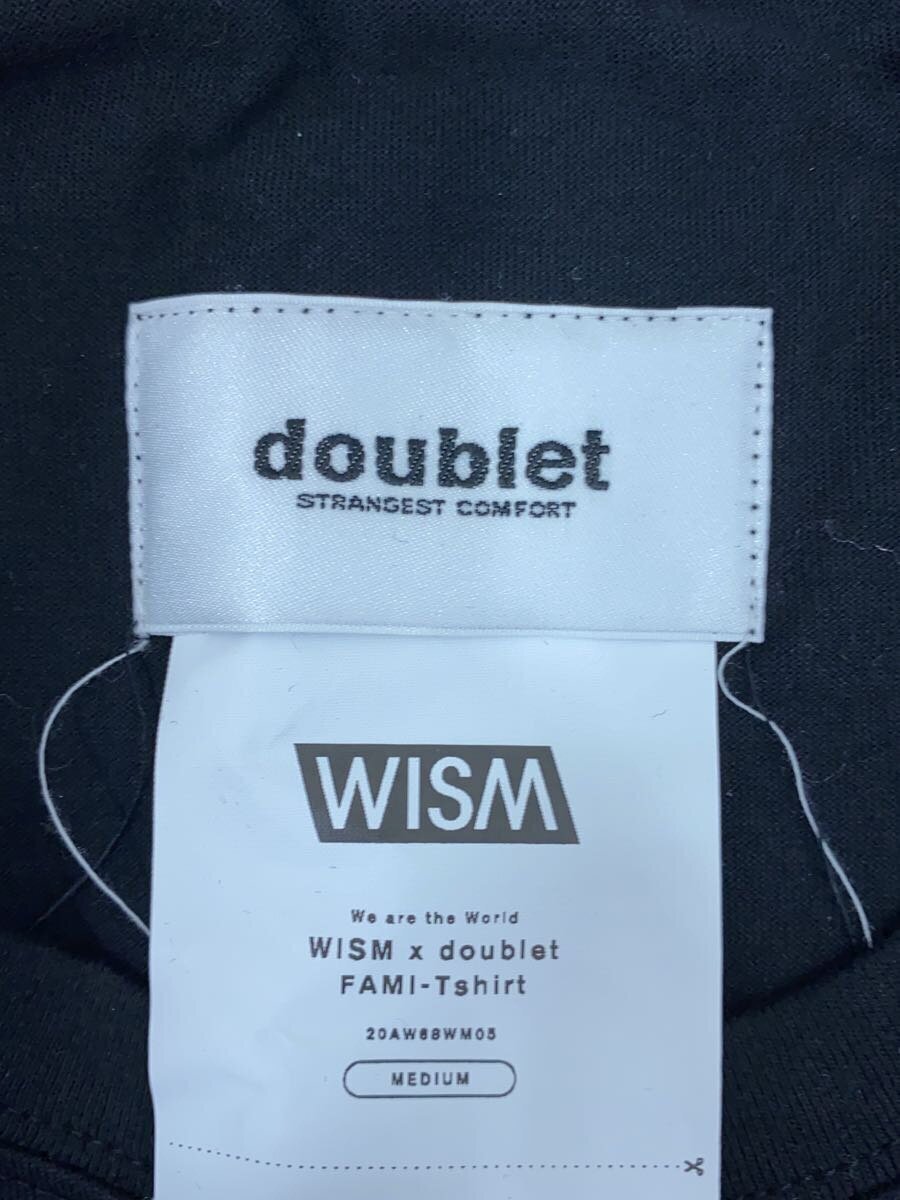 doublet
STRANGEST COMFORT
WISM
We are the World
WISM x doublet
FAMI-Tshirt
20AW68WM05
MEDIUM